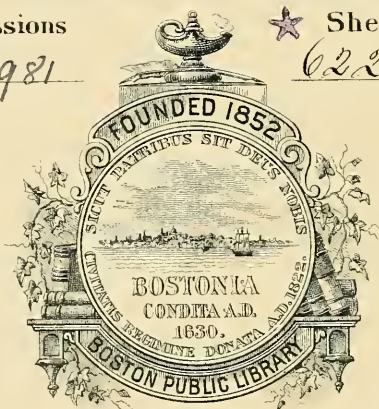 ssions
She
981
622
FOUNDED 1852
SICUT PATRIBUS SIT DEUS NOBIS
BOSTONIA
CONDITA A.D.
1630.
CIVITATIS REGIMINE DONATA A.D. 1822.
BOSTON PUBLIC LIBRARY